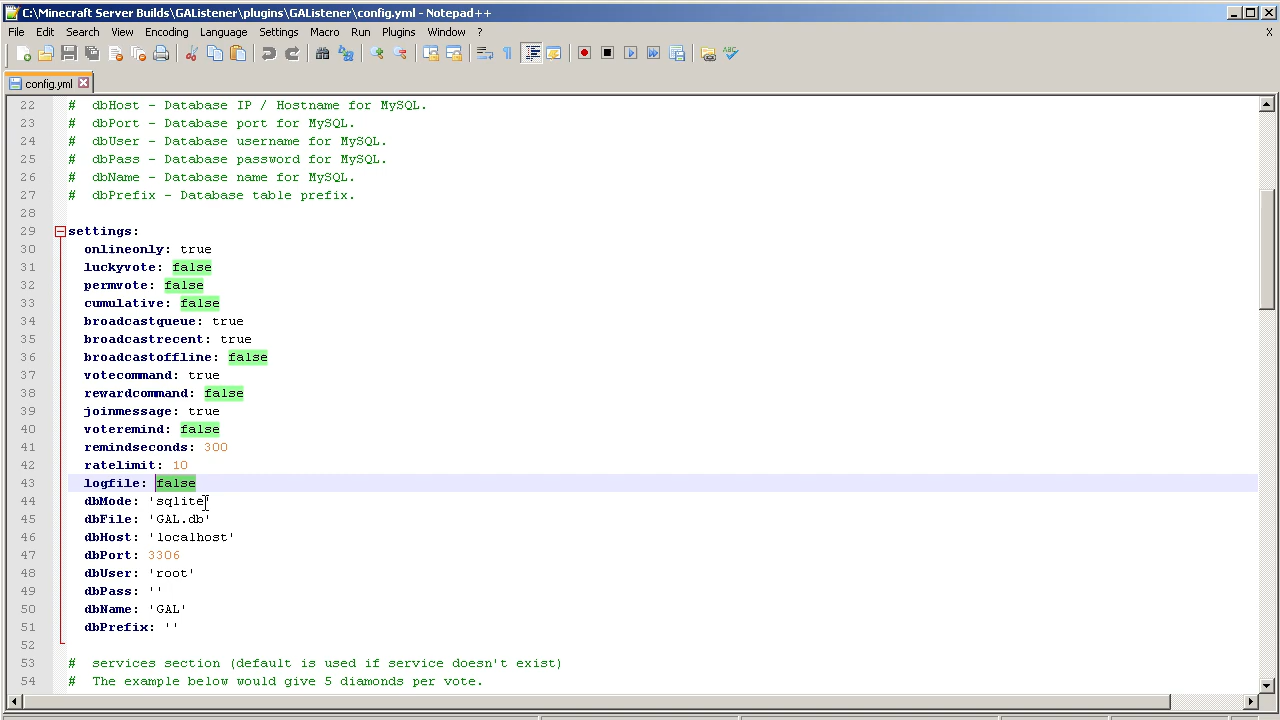 C:\Minecraft Server Builds\GAListener\plugins\GAListener\config.yml - Notepad++
File Edit Search View Encoding Language Settings Macro Run Plugins Window ? X
config.yml
22 # dbHost - Database IP / Hostname for MySQL.
23 # dbPort - Database port for MySQL.
24 # dbUser - Database username for MySQL.
25 # dbPass - Database password for MySQL.
26 # dbName - Database name for MySQL.
27 # dbPrefix - Database table prefix.
28
29 settings:
30 onlineonly: true
31 luckyvote: false
32 permvote: false
33 cumulative: false
34 broadcastqueue: true
35 broadcastrecent: true
36 broadcastoffline: false
37 votecommand: true
38 rewardcommand: false
39 joinmessage: true
40 voteremind: false
41 remindseconds: 300
42 ratelimit: 10
43 logfile: false
44 dbMode: 'sqlite'
45 dbFile: 'GAL.db'
46 dbHost: 'localhost'
47 dbPort: 3306
48 dbUser: 'root'
49 dbPass: ''
50 dbName: 'GAL'
51 dbPrefix: ''
52
53 # services section (default is used if service doesn't exist)
54 # The example below would give 5 diamonds per vote.